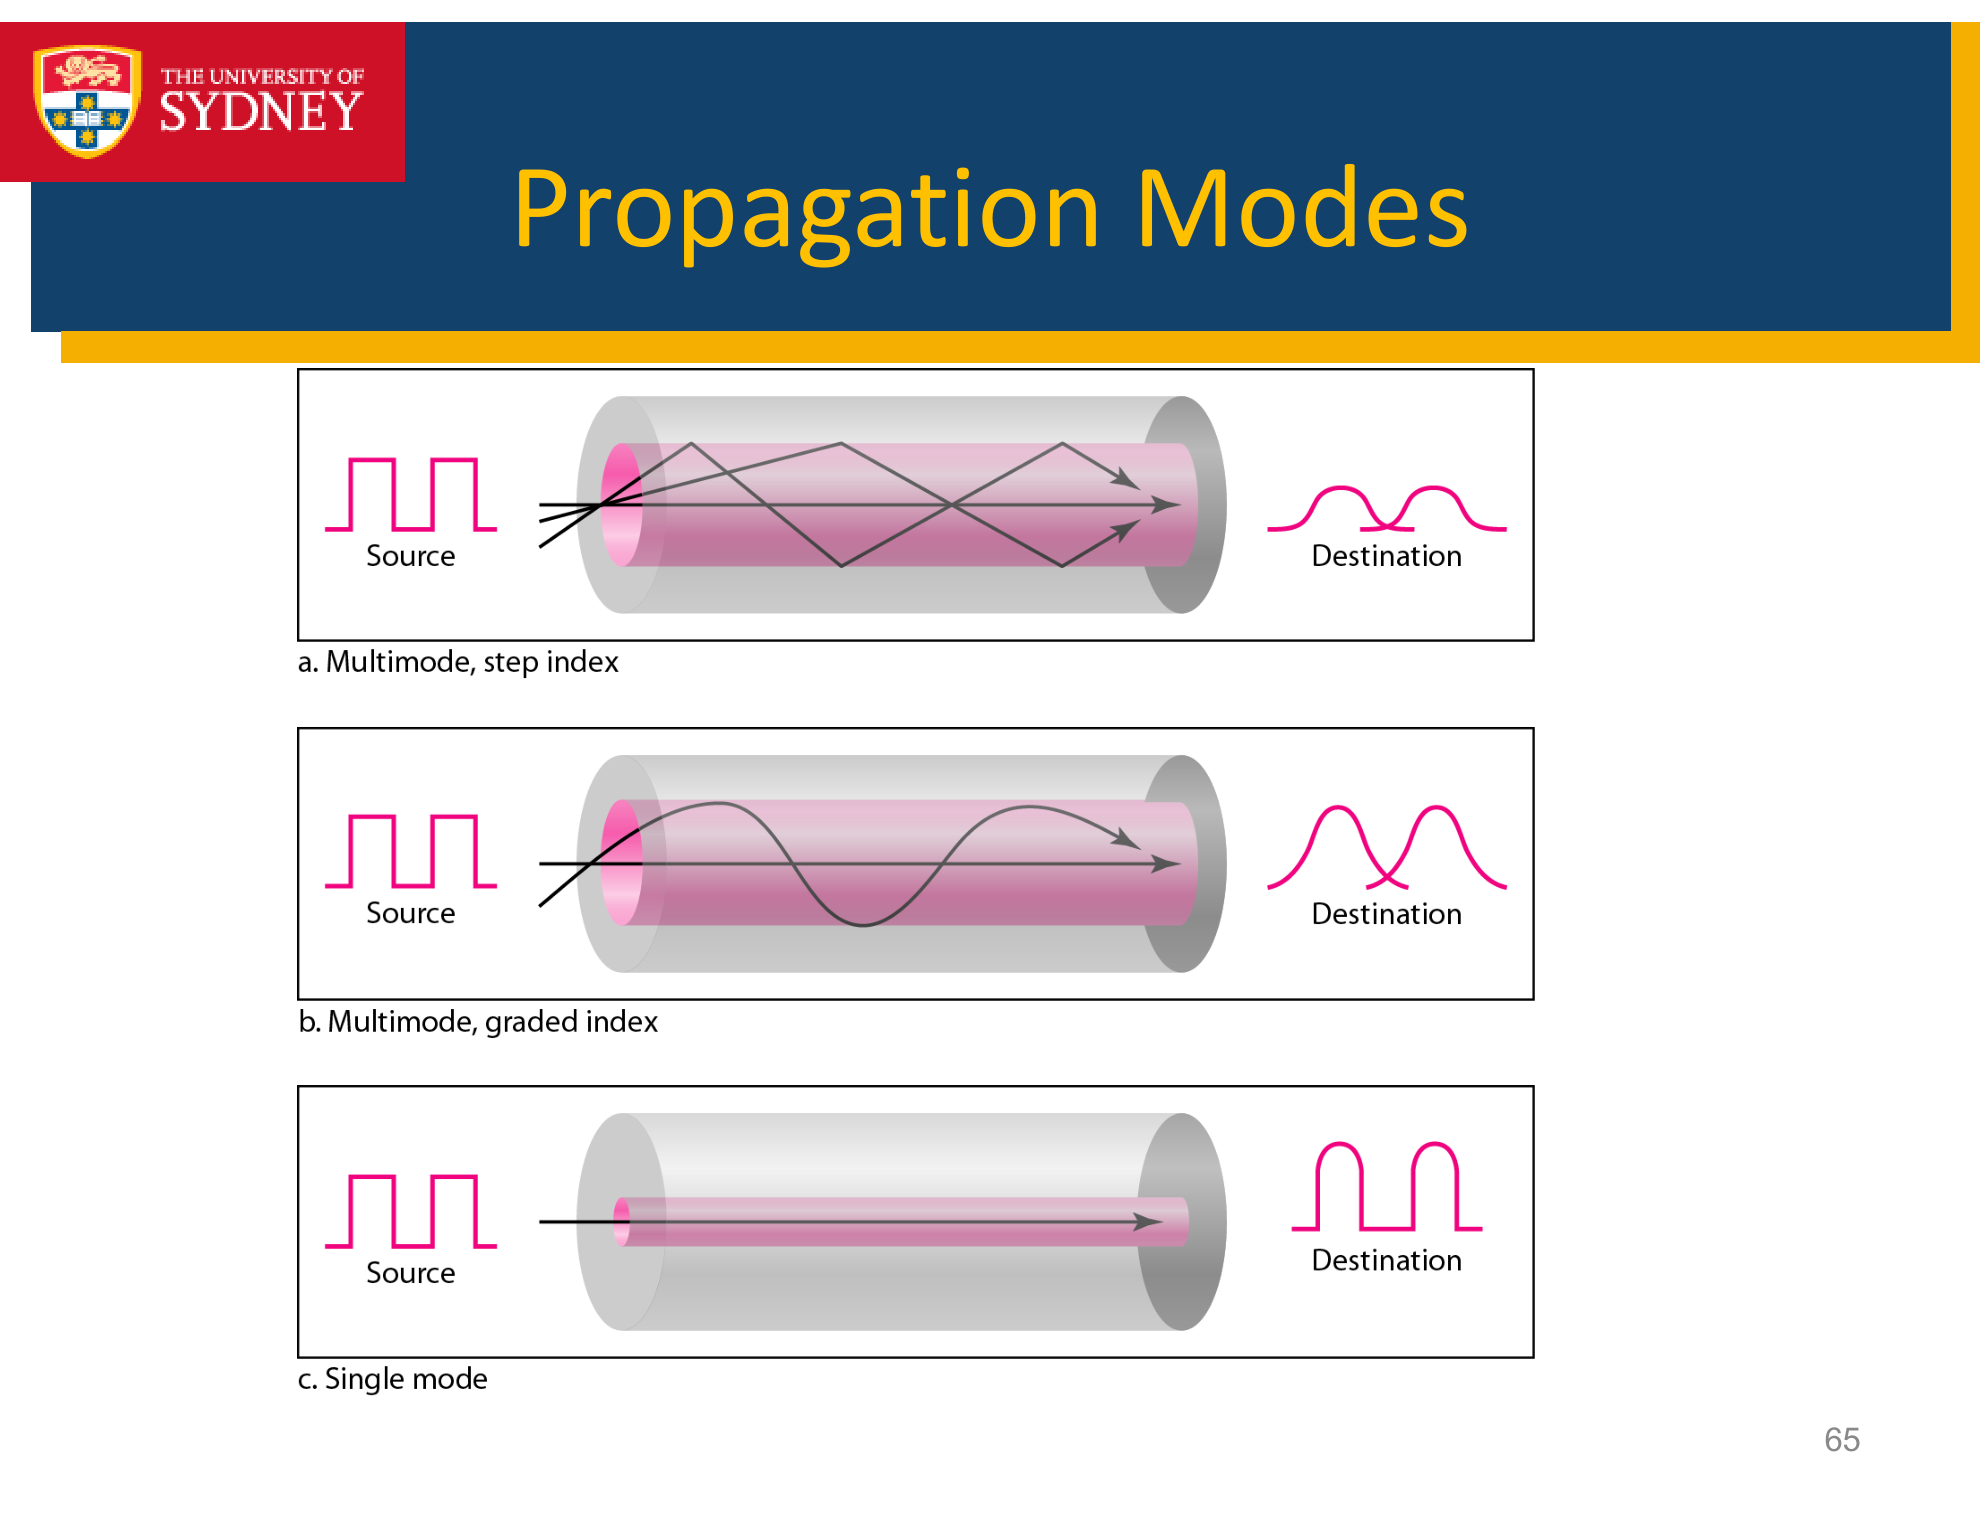 THE UNIVERSITY OF
SYDNEY
Propagation Modes
Source
Destination
a. Multimode, step index
Source
Destination
b. Multimode, graded index
Source
Destination
c. Single mode
65